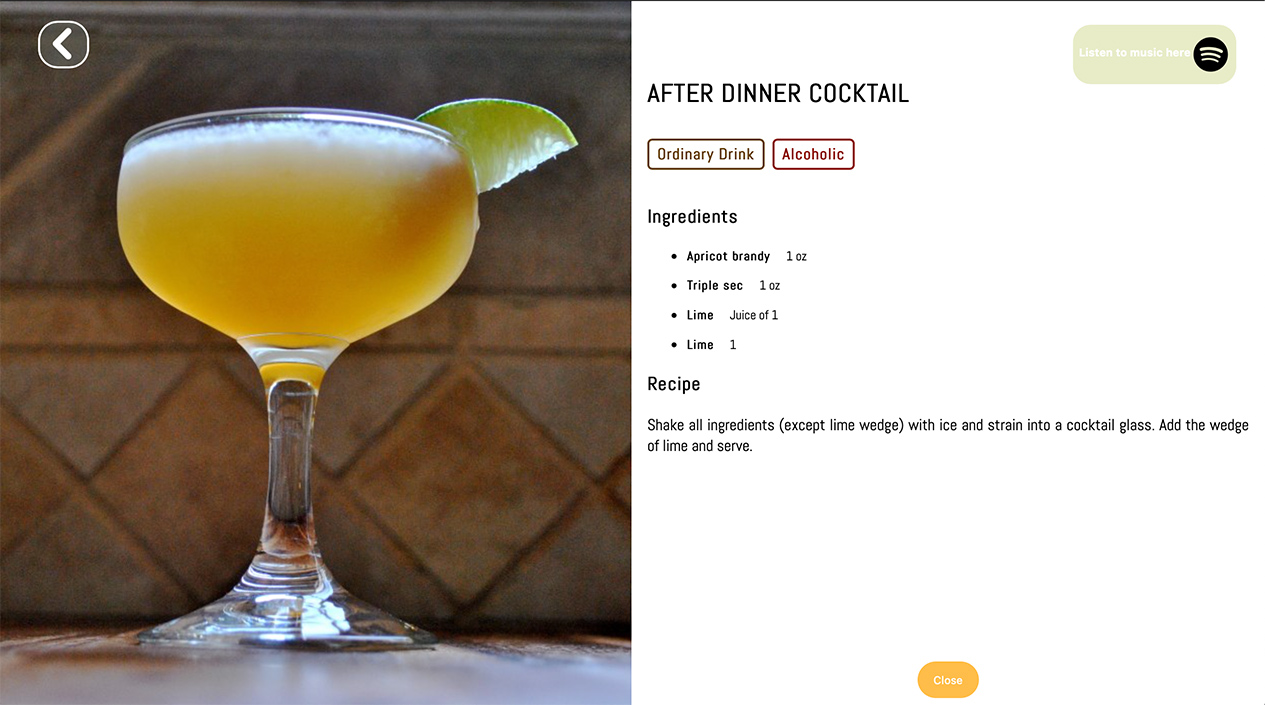 Listen to music here
AFTER DINNER COCKTAIL
Ordinary Drink Alcoholic
Ingredients
Apricot brandy 1 oz
Triple sec 1 oz
Lime Juice of 1
Lime 1
Recipe
Shake all ingredients (except lime wedge) with ice and strain into a cocktail glass. Add the wedge
of lime and serve.
Close